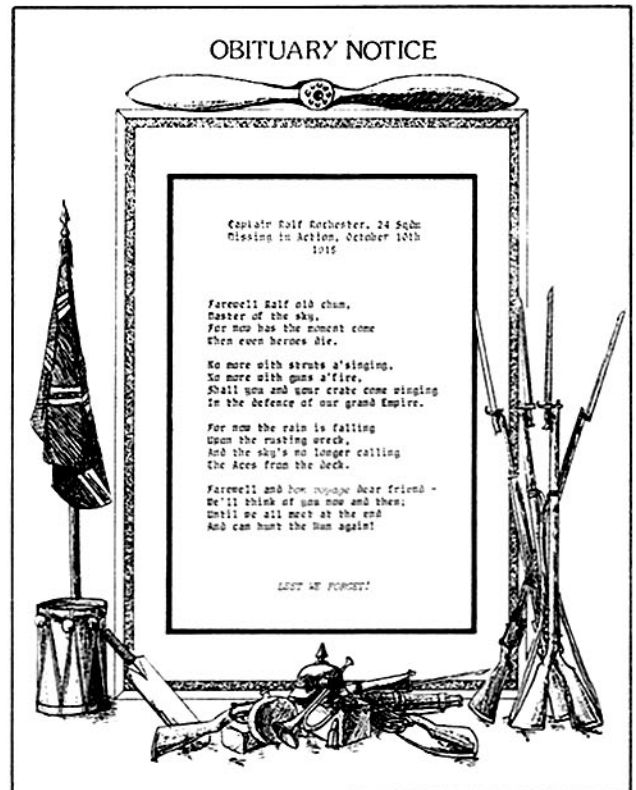 OBITUARY NOTICE
Captain Ralf Rochester, 24 Sqdn
Missing in Action, October 10th
1915
Farewell Ralf old chum,
Master of the sky,
For now has the moment come
When even heroes die.
No more with struts a'singing,
No more with guns a'fire,
Shall you and your crate come winging
In the defence of our grand Empire.
For now the rain is falling
Upon the rusting wreck,
And the sky's no longer calling
The Aces from the deck.
Farewell and bon voyage dear friend -
We'll think of you now and then;
Until we all meet at the end
And can hunt the Hun again!
LEST WE FORGET!